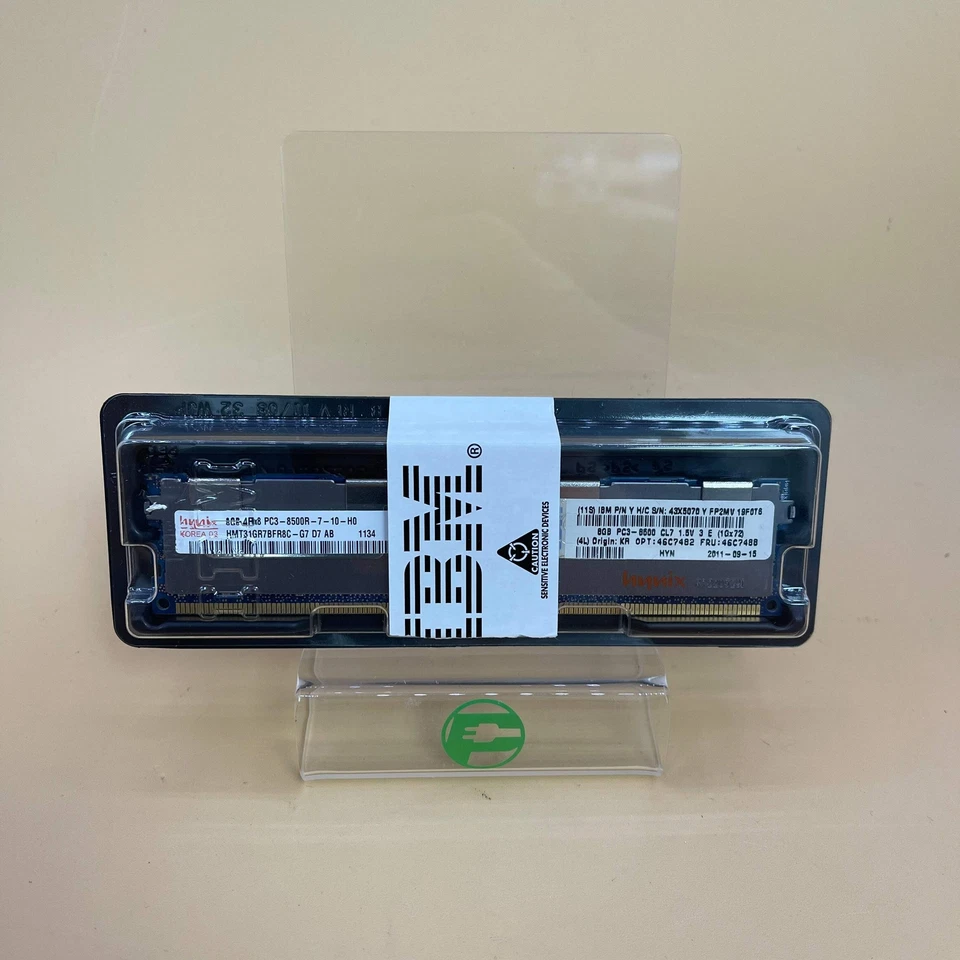 hynix
KOREA 03
8GB 4Rx8 PC3-8500R-7-10-H0
HMT31GR7BFR8C-G7 D7 AB 1134
IBM®
CAUTION
SENSITIVE ELECTRONIC DEVICES
(11S) IBM P/N Y H/C S/N: 43X5070 Y FP2MV 19F0T6
8GB PC3-8500 CL7 1.5V 3 E (10x72)
(4L) Origin: KR OPT:46C7482 FRU:46C7488
HYN 2011-09-15
hynix